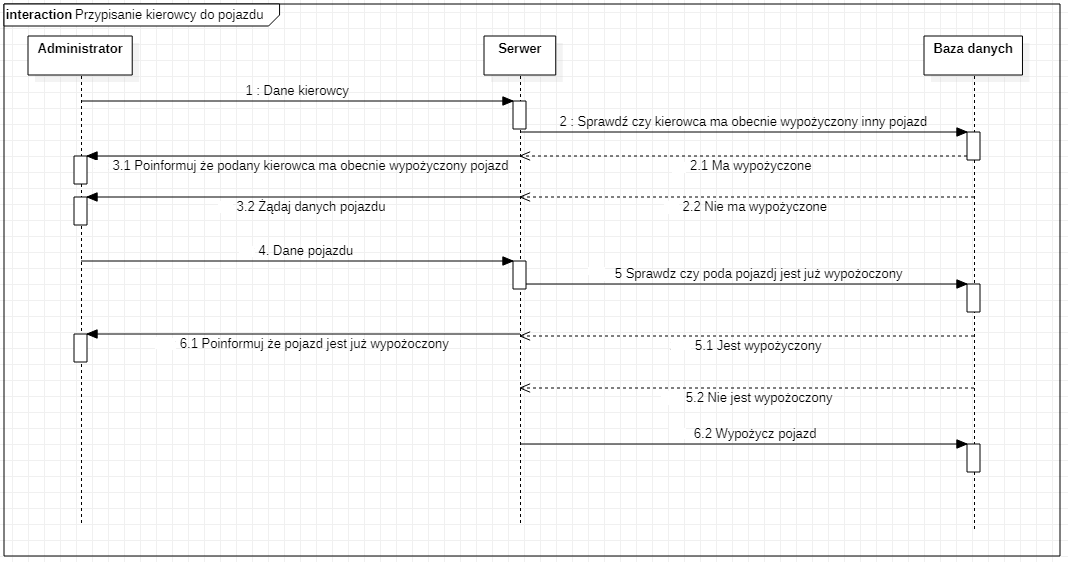 interaction Przypisanie kierowcy do pojazdu
Administrator
Serwer
Baza danych
1 : Dane kierowcy
2 : Sprawdź czy kierowca ma obecnie wypożyczony inny pojazd
3.1 Poinformuj że podany kierowca ma obecnie wypożyczony pojazd
2.1 Ma wypożyczone
3.2 Żądaj danych pojazdu
2.2 Nie ma wypożyczone
4. Dane pojazdu
5 Sprawdz czy poda pojazdj jest już wypożoczony
6.1 Poinformuj że pojazd jest już wypożoczony
5.1 Jest wypożyczony
5.2 Nie jest wypożoczony
6.2 Wypożycz pojazd